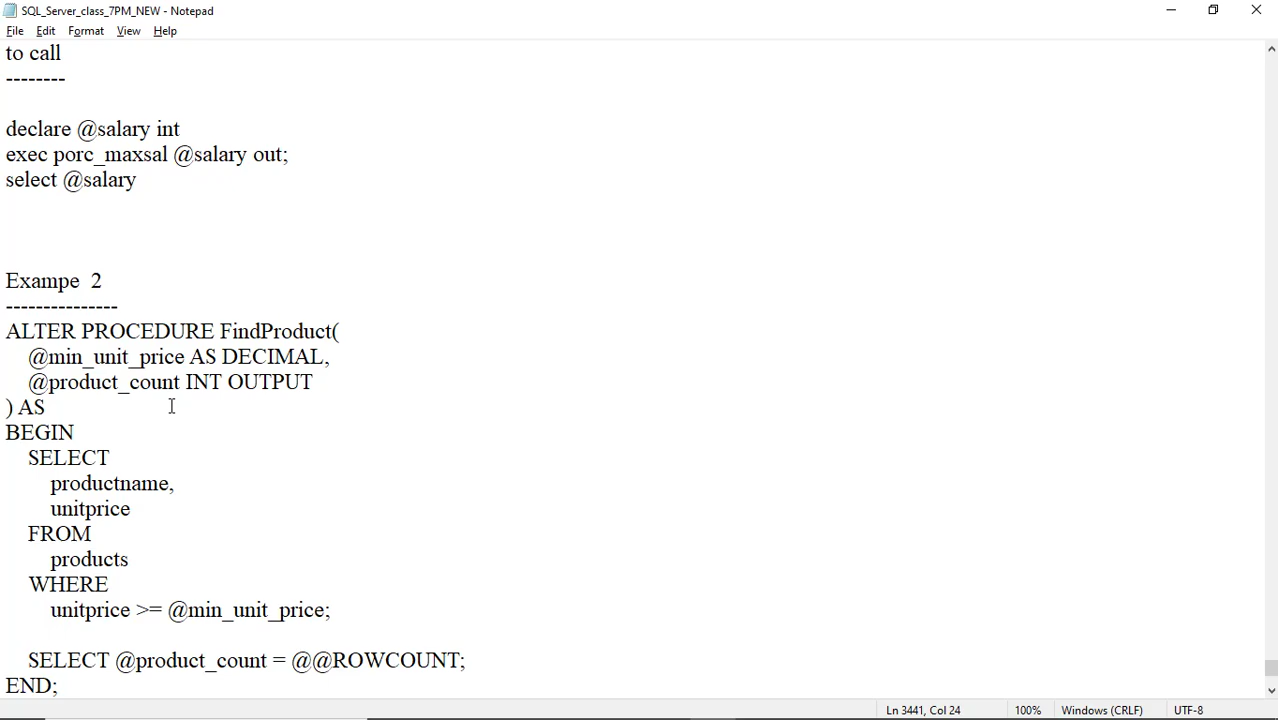 SQL_Server_class_7PM_NEW - Notepad
File Edit Format View Help
to call
--------
declare @salary int
exec porc_maxsal @salary out;
select @salary
Exampe  2
---------------
ALTER PROCEDURE FindProduct(
    @min_unit_price AS DECIMAL,
    @product_count INT OUTPUT
) AS
BEGIN
    SELECT
        productname,
        unitprice
    FROM
        products
    WHERE
        unitprice >= @min_unit_price;
    SELECT @product_count = @@ROWCOUNT;
END;
Ln 3441, Col 24 100% Windows (CRLF) UTF-8